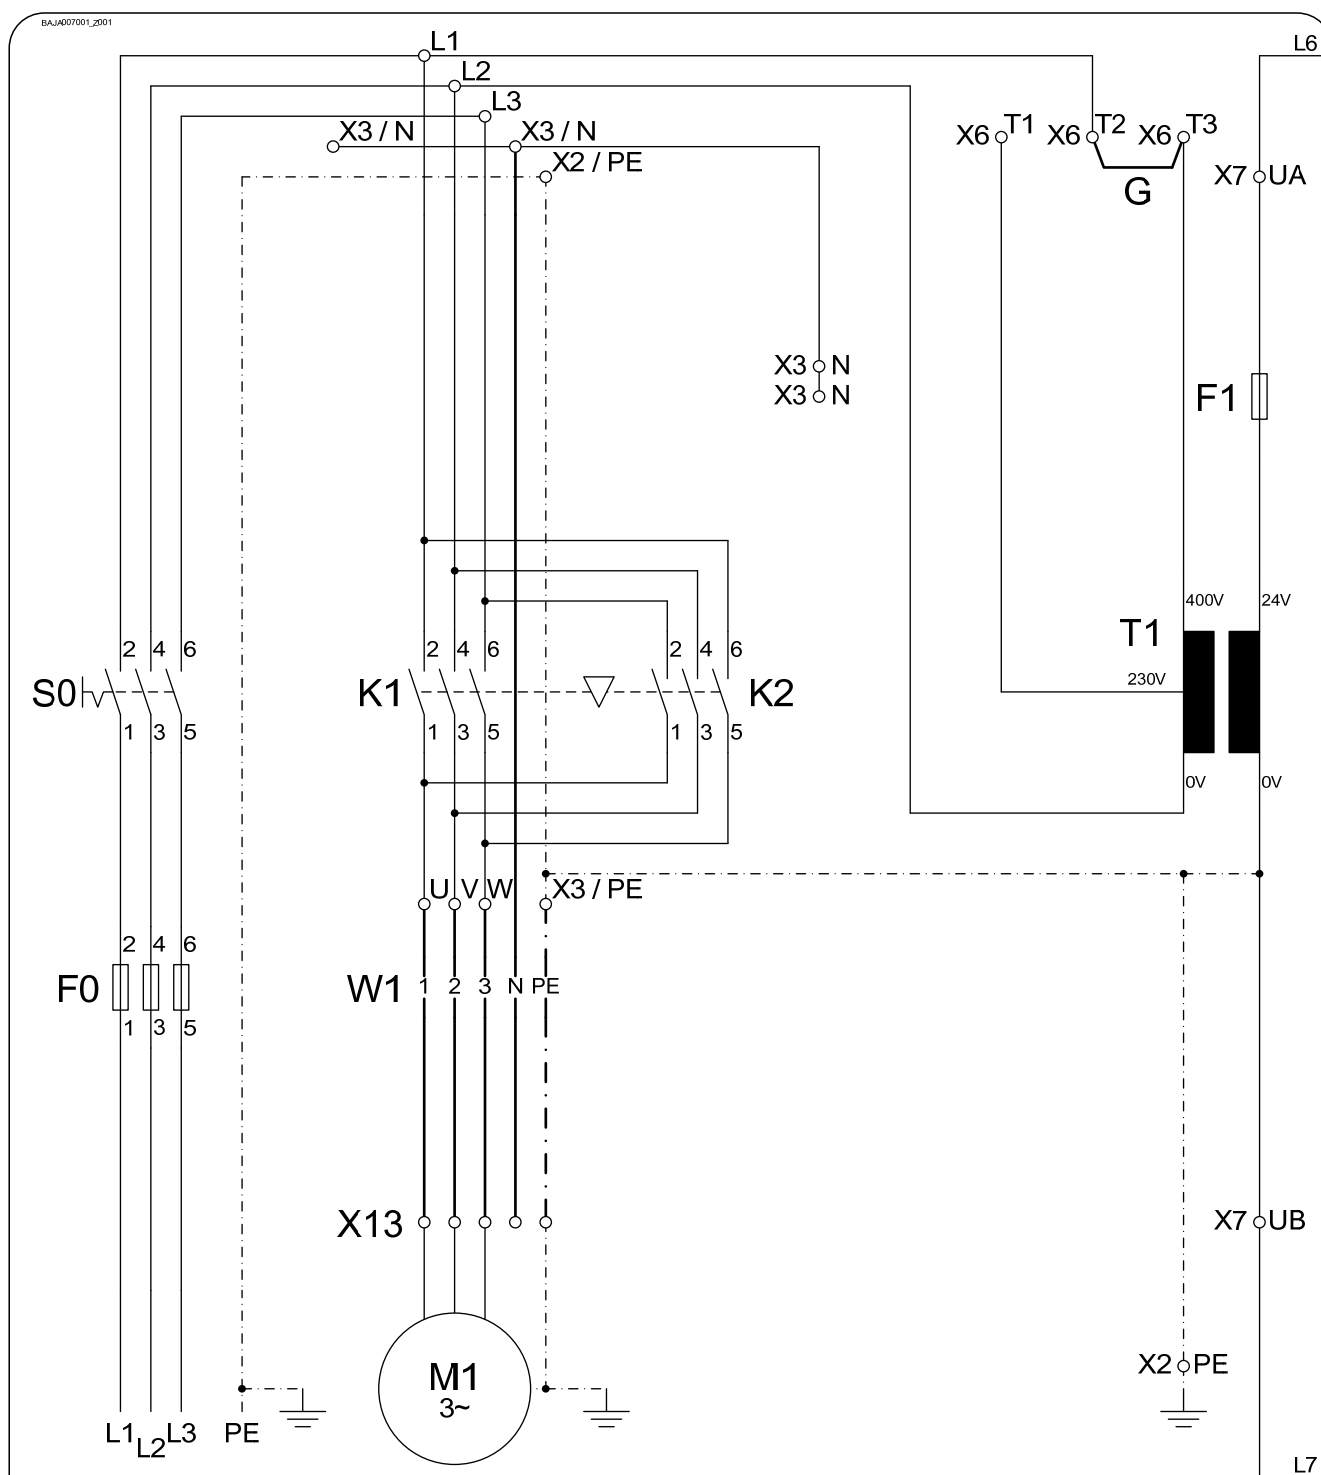 BAJA007001_Z001
L1
L6
L2
L3
X3 / N
X3 / N
X6 T1 X6 T2 X6 T3
X2 / PE
X7 UA
G
X3 N
X3 N
F1
400V 24V
T1
2 4 6
2 4 6
2 4 6
S0
K1
K2
230V
1 3 5
1 3 5
1 3 5
0V 0V
U V W X3 / PE
2 4 6
F0
W1 1 2 3 N PE
1 3 5
X13
X7 UB
X2 PE
M1
3~
L1 L2 L3 PE
L7